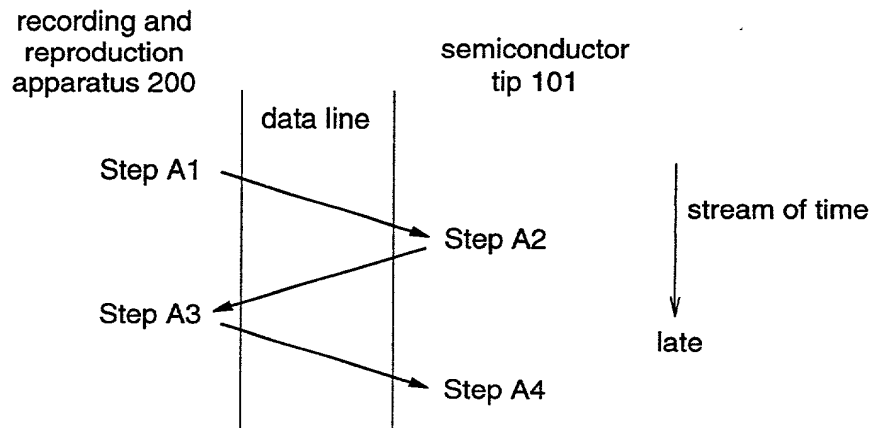 recording and
reproduction
apparatus 200
semiconductor
tip 101
data line
Step A1
stream of time
Step A2
Step A3
late
Step A4